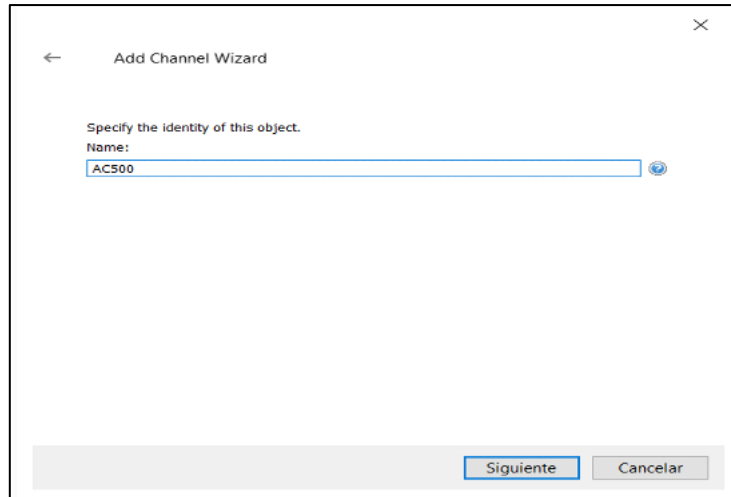 Add Channel Wizard
Specify the identity of this object.
Name:
AC500
Siguiente Cancelar